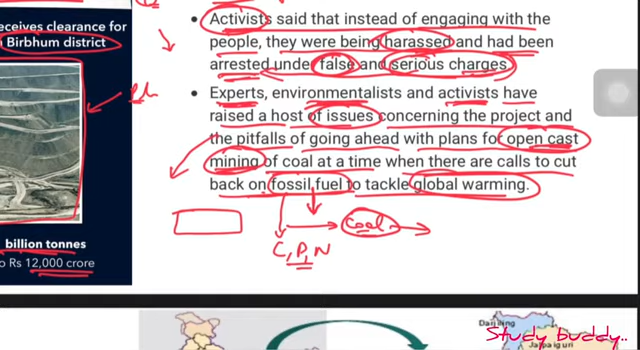 eceives clearance for
Birbhum district
billion tonnes
o Rs 12,000 crore
• Activists said that instead of engaging with the
people, they were being harassed and had been
arrested under false and serious charges.
• Experts, environmentalists and activists have
raised a host of issues concerning the project and
the pitfalls of going ahead with plans for open cast
mining of coal at a time when there are calls to cut
back on fossil fuel to tackle global warming.
Coal
C, P, N
Darjiling
Jalpaiguri
Study buddy..